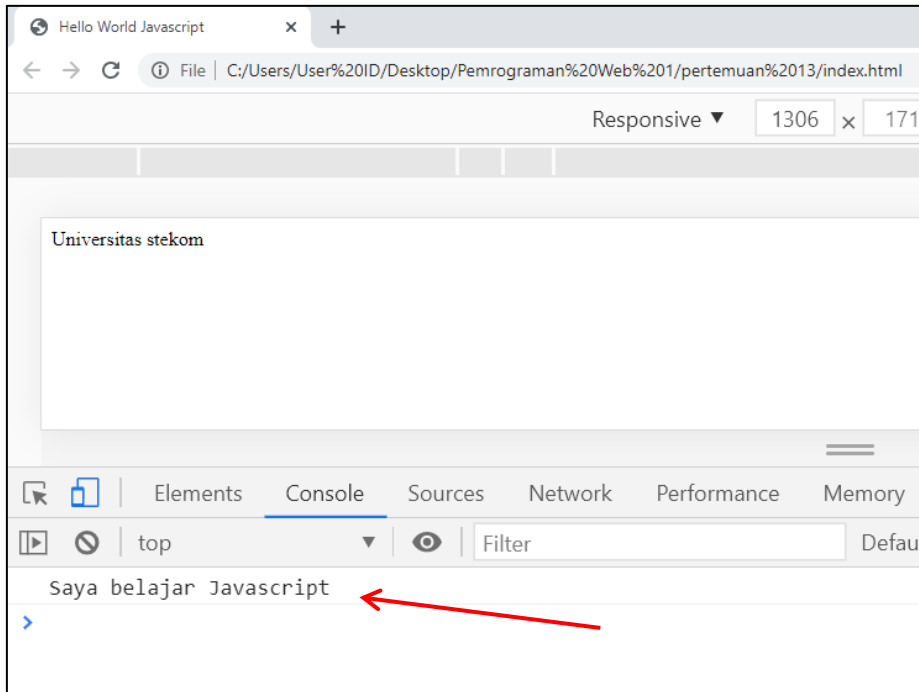 Hello World Javascript
File C:/Users/User%20ID/Desktop/Pemrograman%20Web%201/pertemuan%2013/index.html
Responsive ▼ 1306 × 171
Universitas stekom
Elements Console Sources Network Performance Memory
top ▼ Filter Defau
Saya belajar Javascript
>